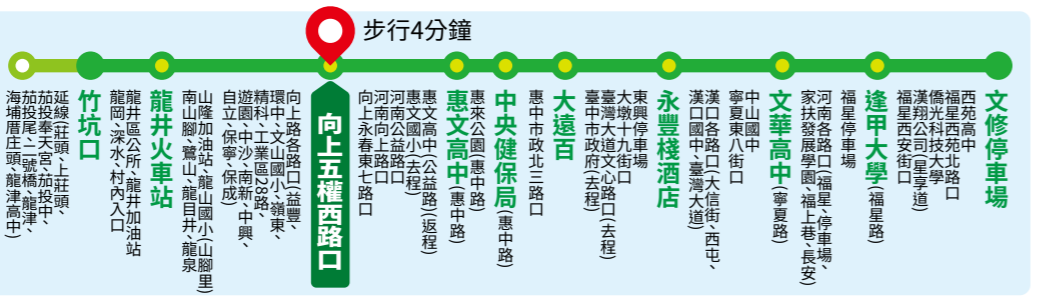 步行4分鐘
延線(莊頭、上莊頭、
茄投奉天宮、茄投中、
茄投尾、二號橋、龍津、
海埔厝庄頭、龍津高中)
竹坑口
龍井區公所、龍井加油站
龍岡、深水、村內入口
龍井火車站
山隆加油站、龍山國小(山腳里)
南山腳、鷺山、龍目井、龍泉
向上路各路口(益豐、
環中、文山國小、嶺東、
精科、工業區28路、
遊園、中沙、南新、中興、
自立、保寧、保成)
向上五權西路口
惠文高中(公益路)(返程)
惠文國小(去程)
河南公益路口
河南向上路口
向上永春東七路口
惠文高中(惠中路)
惠來公園(惠中路)
中央健保局(惠中路)
惠中市政北三路口
大遠百
東興停車場
大墩十九街口
臺灣大道文心路口(去程)
臺中市政府(去程)
永豐棧酒店
漢口各路口(大信街、西屯、
漢口國中、臺灣大道)
中山國中
寧夏東八街口
文華高中(寧夏路)
河南各路口(福星、停車場、
家扶發展學園、福上巷、長安)
福星停車場
逢甲大學(福星路)
西苑高中
福星西苑北路口
僑光科技大學
漢翔公司(星享道)
福星西安街口
文修停車場